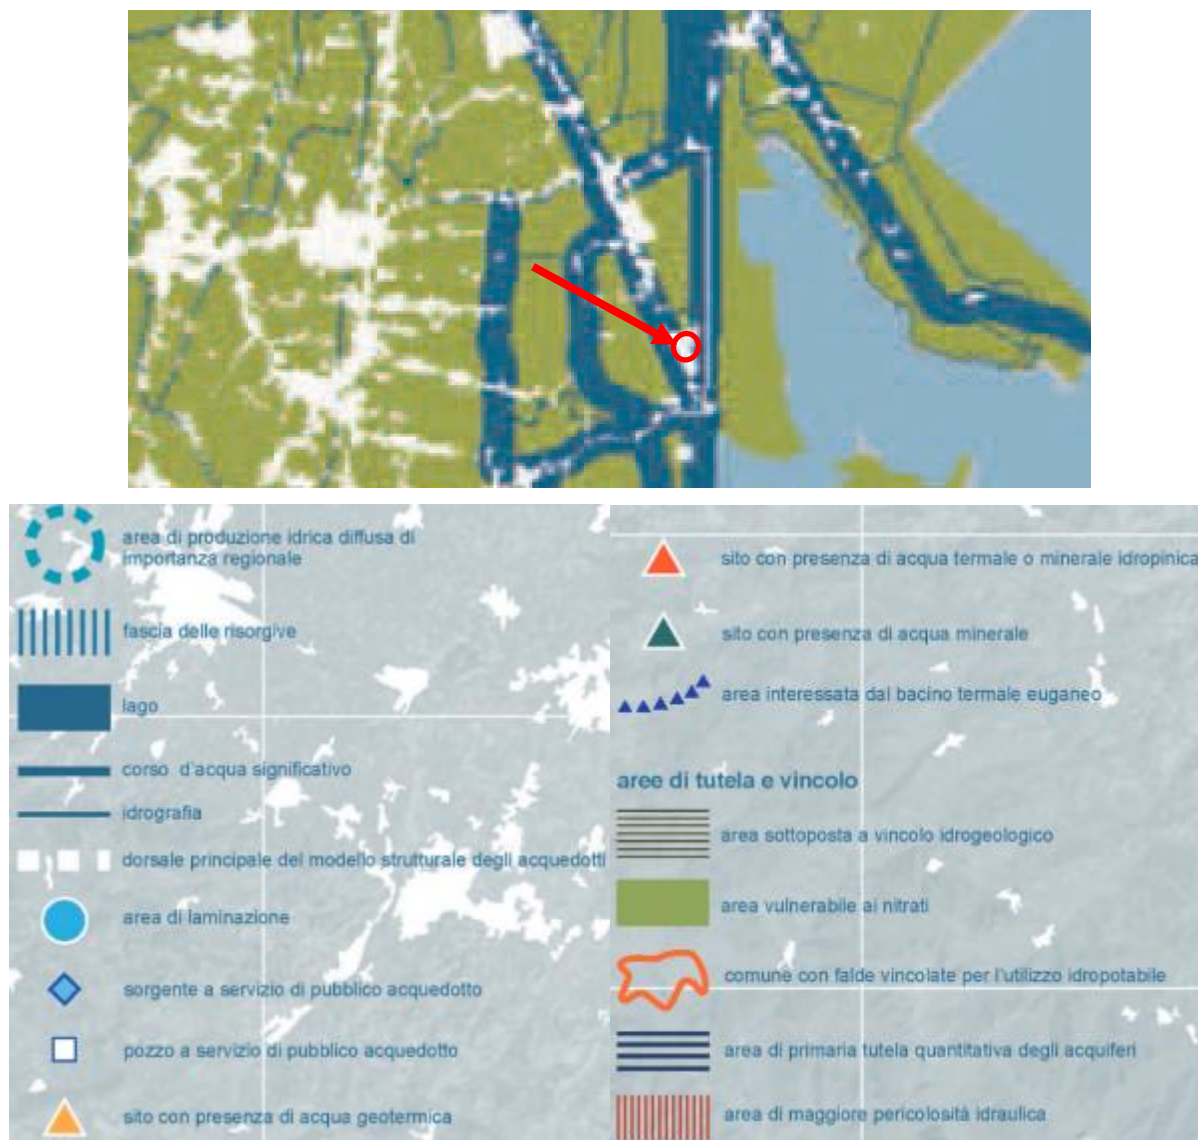 area di produzione idrica diffusa di
importanza regionale
fascia delle risorgive
lago
corso d'acqua significativo
idrografia
dorsale principale del modello strutturale degli acquedotti
area di laminazione
sorgente a servizio di pubblico acquedotto
pozzo a servizio di pubblico acquedotto
sito con presenza di acqua geotermica
sito con presenza di acqua termale o minerale idropinica
sito con presenza di acqua minerale
area interessata dal bacino termale euganeo
aree di tutela e vincolo
area sottoposta a vincolo idrogeologico
area vulnerabile ai nitrati
comune con falde vincolate per l'utilizzo idropotabile
area di primaria tutela quantitativa degli acquiferi
area di maggiore pericolosità idraulica